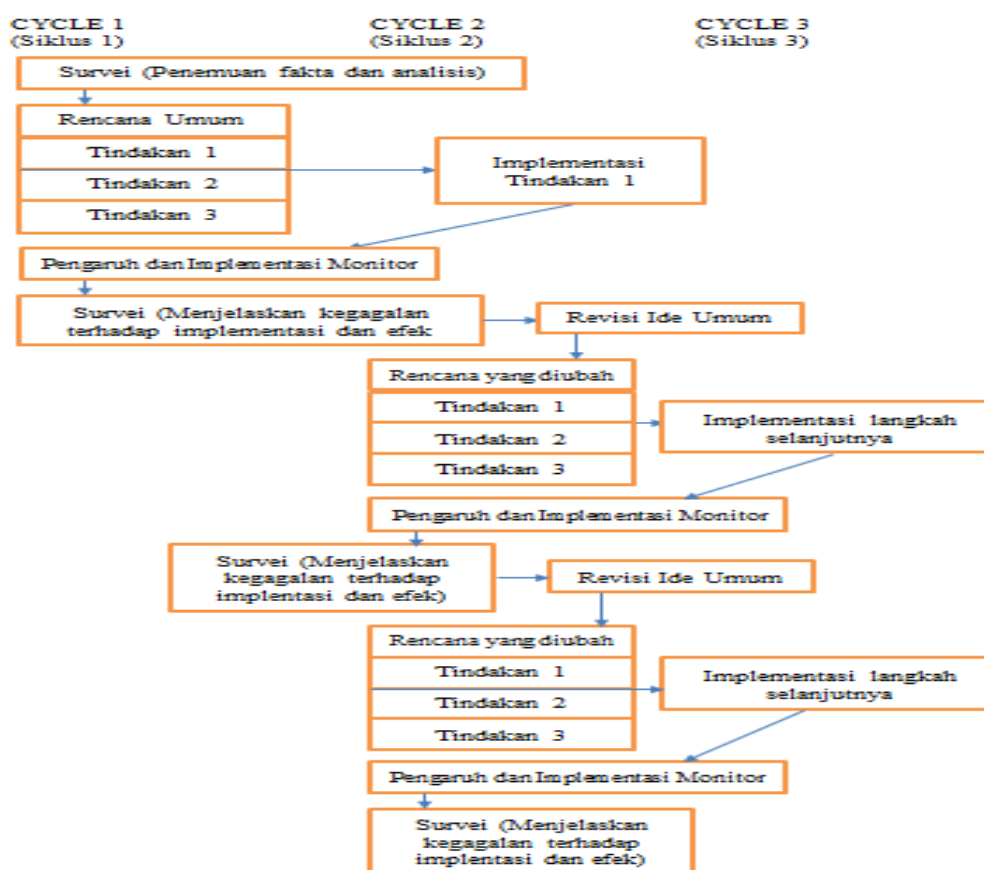 CYCLE 1
(Siklus 1)
CYCLE 2
(Siklus 2)
CYCLE 3
(Siklus 3)
Survei (Penemuan fakta dan analisis)
Rencana Umum
Tindakan 1
Tindakan 2
Tindakan 3
Implementasi
Tindakan 1
Pengaruh dan Implementasi Monitor
Survei (Menjelaskan kegagalan
terhadap implementasi dan efek
Revisi Ide Umum
Rencana yang diubah
Tindakan 1
Tindakan 2
Tindakan 3
Implementasi langkah
selanjutnya
Pengaruh dan Implementasi Monitor
Survei (Menjelaskan
kegagalan terhadap
implentasi dan efek)
Revisi Ide Umum
Rencana yang diubah
Tindakan 1
Tindakan 2
Tindakan 3
Implementasi langkah
selanjutnya
Pengaruh dan Implementasi Monitor
Survei (Menjelaskan
kegagalan terhadap
implentasi dan efek)